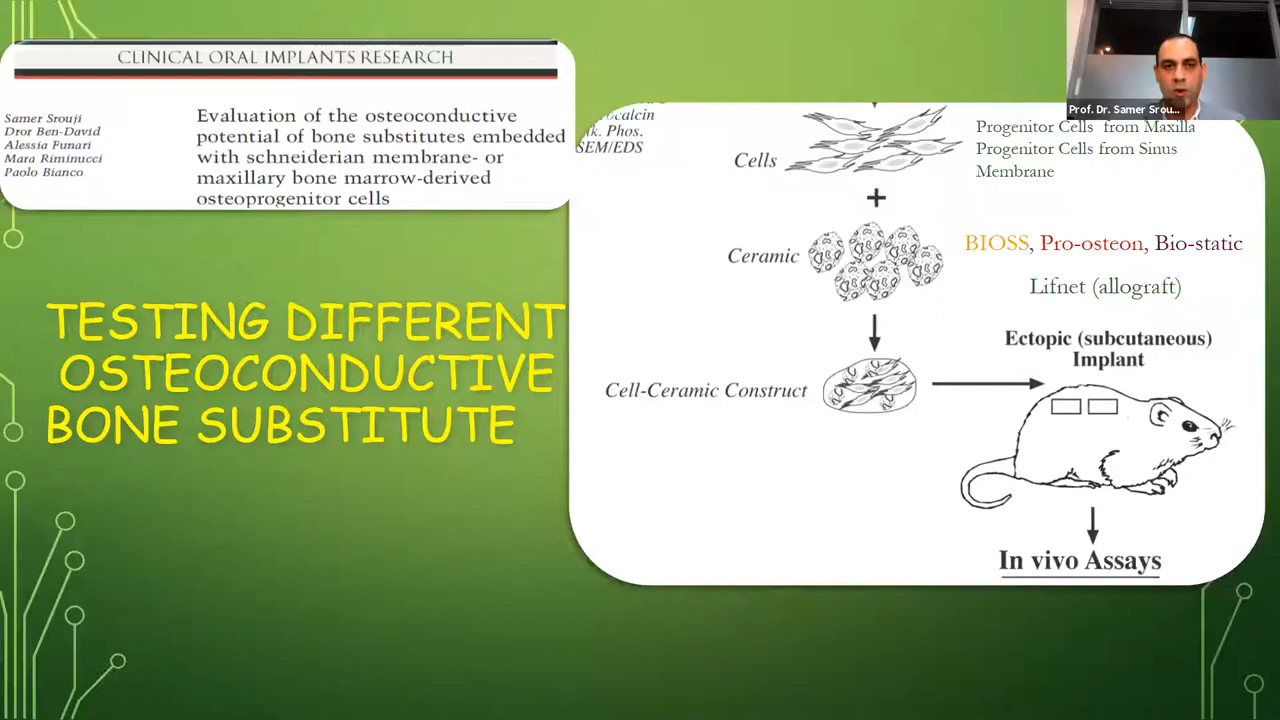 CLINICAL ORAL IMPLANTS RESEARCH
Samer Srouji
Dror Ben-David
Alessia Funari
Mara Riminucci
Paolo Bianco
Evaluation of the osteoconductive
potential of bone substitutes embedded
with schneiderian membrane- or
maxillary bone marrow-derived
osteoprogenitor cells
TESTING DIFFERENT
OSTEOCONDUCTIVE
BONE SUBSTITUTE
Phos.
SEM/EDS
Cells
Progenitor Cells from Maxilla
Progenitor Cells from Sinus
Membrane
+
Ceramic
BIOSS, Pro-osteon, Bio-static
Lifnet (allograft)
Cell-Ceramic Construct
Ectopic (subcutaneous)
Implant
In vivo Assays
Prof. Dr. Samer Srou...